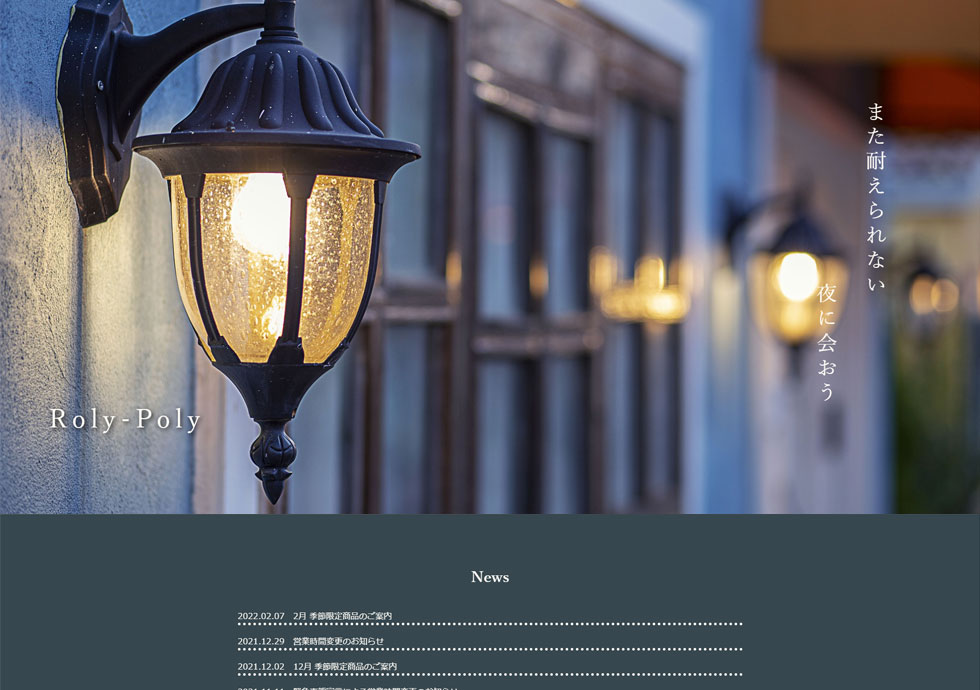 また耐えられない
夜に会おう
Roly-Poly
News
2022.02.07 2月 季節限定商品のご案内
2021.12.29 営業時間変更のお知らせ
2021.12.02 12月 季節限定商品のご案内